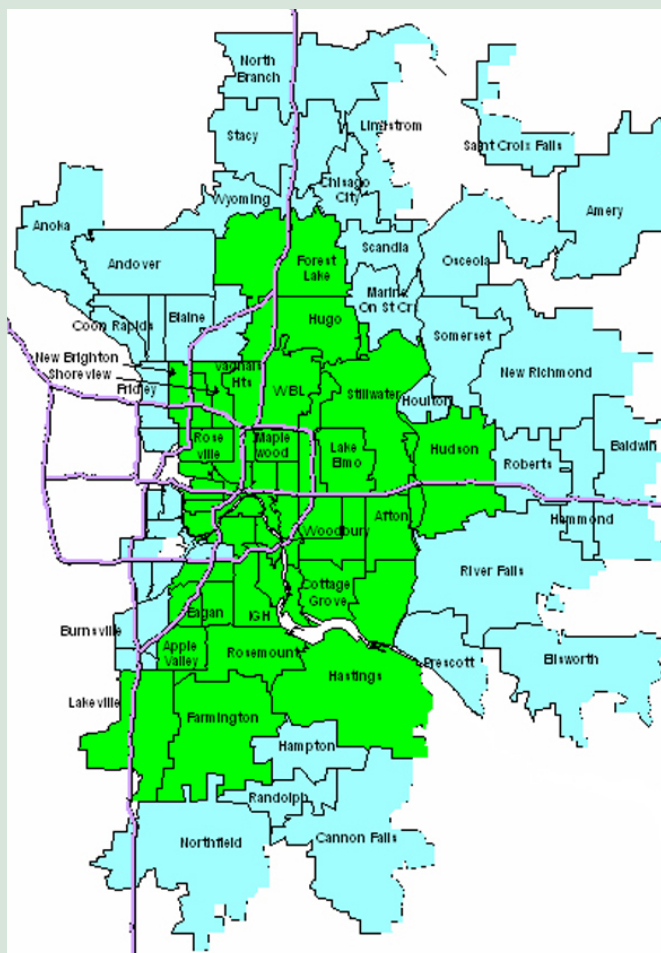 North
Branch
Stacy
Lindstrom
Saint Croix Falls
Chisago
City
Wyoming
Amery
Anoka
Forest
Lake
Scandia
Osceola
Andover
Marine
On St Cr
Coon Rapids
Blaine
Hugo
Somerset
New Brighton
Shoreview
Vadnais
Hts
New Richmond
Fridley
WBL
Stillwater
Houlton
Rose
ville
Maple
wood
Lake
Elmo
Hudson
Baldwin
Roberts
Afton
Hammond
Woodbury
River Falls
Cottage
Grove
Eagan
IGH
Burnsville
Apple
Valley
Rosemount
Prescott
Ellsworth
Hastings
Lakeville
Farmington
Hampton
Randolph
Northfield
Cannon Falls